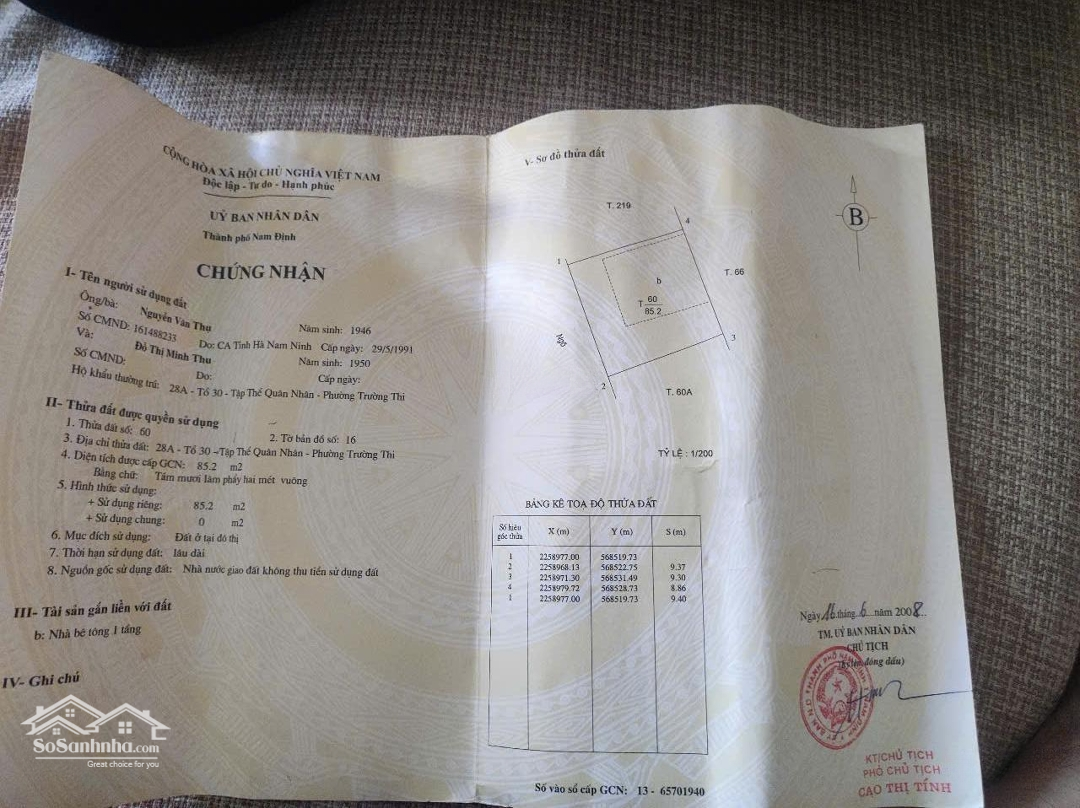 CỘNG HÒA XÃ HỘI CHỦ NGHĨA VIỆT NAM
Độc lập - Tự do - Hạnh phúc
UỶ BAN NHÂN DÂN
Thành phố Nam Định
CHỨNG NHẬN
I- Tên người sử dụng đất
Ông/bà: Nguyễn Văn Thu Năm sinh: 1946
Số CMND: 161488233 Do: CA Tỉnh Hà Nam Ninh Cấp ngày: 29/5/1991
Và: Đỗ Thị Minh Thu Năm sinh: 1950
Số CMND: Do: Cấp ngày:
Hộ khẩu thường trú: 28A - Tổ 30 - Tập Thể Quân Nhân - Phường Trường Thi
II- Thửa đất được quyền sử dụng
1. Thửa đất số: 60 2. Tờ bản đồ số: 16
3. Địa chỉ thửa đất: 28A - Tổ 30 -Tập Thể Quân Nhân - Phường Trường Thi
4. Diện tích được cấp GCN: 85.2 m2
Bằng chữ: Tám mươi lăm phẩy hai mét vuông
5. Hình thức sử dụng:
+ Sử dụng riêng: 85.2 m2
+ Sử dụng chung: 0 m2
6. Mục đích sử dụng: Đất ở tại đô thị
7. Thời hạn sử dụng đất: lâu dài
8. Nguồn gốc sử dụng đất: Nhà nước giao đất không thu tiền sử dụng đất
III- Tài sản gắn liền với đất
b: Nhà bê tông 1 tầng
IV- Ghi chú
V- Sơ đồ thửa đất
T. 219
B
1
4
T. 66
b
T 60
85.2
Ngõ
3
2
T. 60A
TỶ LỆ : 1/200
BẢNG KÊ TOẠ ĐỘ THỬA ĐẤT
Số hiệu góc thửa X (m) Y (m) S (m)
1 2258977.00 568519.73
2 2258968.13 568522.75 9.37
3 2258971.30 568531.49 9.30
4 2258979.72 568528.73 8.86
1 2258977.00 568519.73 9.40
Số vào sổ cấp GCN: 13 - 65701940
Ngày 16 tháng 6 năm 2008
TM. UỶ BAN NHÂN DÂN
CHỦ TỊCH
(ký tên đóng dấu)
KT/CHỦ TỊCH
PHÓ CHỦ TỊCH
CAO THỊ TÍNH
SoSanhnha.com
Great choice for you